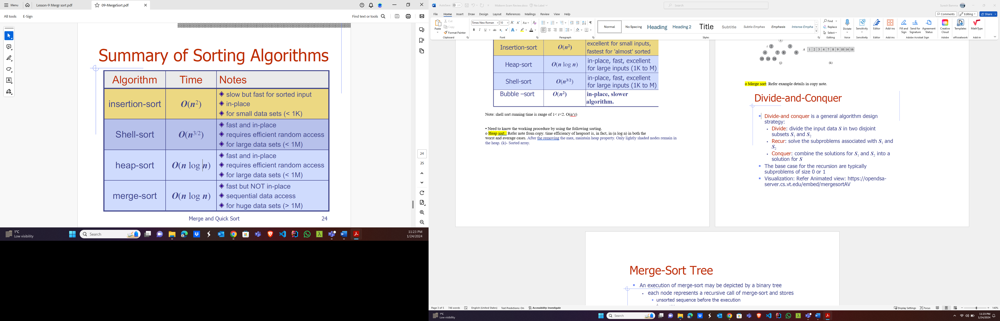 Menu
Lesson-9 Mergr sort.pdf
09-MergeSort.pdf
All tools
E-Sign
Find text or tools
Summary of Sorting Algorithms
Algorithm Time Notes
insertion-sort O(n²)
slow but fast for sorted input
in-place
for small data sets (< 1K)
Shell-sort O(n^3/2)
fast and in-place
requires efficient random access
for large data sets (< 1M)
heap-sort O(n log n)
fast and in-place
requires efficient random access
for large data sets (< 1M)
merge-sort O(n log n)
fast but NOT in-place
sequential data access
for huge data sets (> 1M)
Merge and Quick Sort 24
24
25
1°C
Low visibility
Search
11:23 PM
1/24/2024
AutoSave Off
Midterm Exam Review.docx
No Label
Search
Suresh Bamma
File Home Insert Draw Design Layout References Mailings Review View Help
Comments Editing Share
Paste
Cut
Copy
Format Painter
Clipboard
Times New Roman 10
Font
Paragraph
Normal No Spacing Heading Heading 2 Title Subtitle Subtle Emphas Emphasis Intense Empha
Styles
Find
Replace
Select
Editing
Dictate
Voice
Sensitivity
Sensitivity
Editor
Editor
Add-ins
Add-ins
Fill and Sign
Send for Signature
Agreement Status
Adobe Acrobat Sign
Creative Cloud
Adobe
Templates
officeatwork
MathType
Add-in
Insertion-sort O(n²)
excellent for small inputs,
fastest for 'almost' sorted
Heap-sort O(n log n)
in-place, fast, excellent
for large inputs (1K to M)
Shell-sort O(n^3/2)
in-place, fast, excellent
for large inputs (1K to M)
Bubble –sort O(n²)
in-place, slower
algorithm.
Note: shell sort running time is range of 1< r<2. O(n^r)
• Need to know the working procedure by using the following sorting.
o Heap sort : Refer note from copy. time efficiency of heapsort is, in fact, in (n log n) in both the
worst and average cases. After the removing the max, maintain heap property. Only lightly shaded nodes remain in
the heap. (k)- Sorted array.
1
i 2 3
4 7 8 9
10 14 16
(j)
A 1 2 3 4 7 8 9 10 14 16
(k)
o Merge sort: Refer example details in copy note.
Divide-and-Conquer
Divide-and conquer is a general algorithm design
strategy:
Divide: divide the input data S in two disjoint
subsets S₁ and S₂
Recur: solve the subproblems associated with S₁ and
S₂
Conquer: combine the solutions for S₁ and S₂ into a
solution for S
The base case for the recursion are typically
subproblems of size 0 or 1
Visualization: Refer Animated view: https://opendsa-
server.cs.vt.edu/embed/mergesortAV
Merge-Sort Tree
An execution of merge-sort may be depicted by a binary tree
each node represents a recursive call of merge-sort and stores
unsorted sequence before the execution
Page 3 of 5 746 words English (United States) Text Predictions: On Accessibility: Investigate
Display Settings Focus 140%
1°C
Low visibility
Search
11:23 PM
1/24/2024